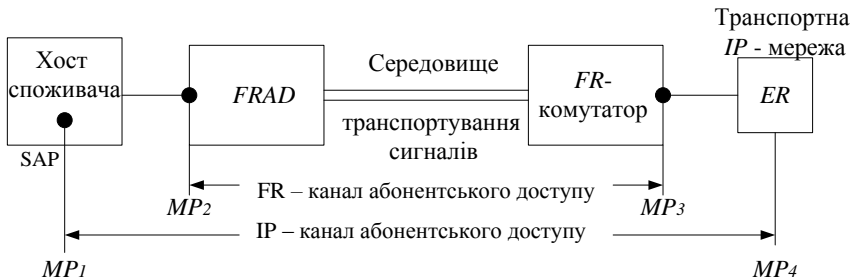 Транспортна
IP - мережа
Хост
споживача
SAP
FRAD
Середовище
транспортування
сигналів
FR-
комутатор
ER
FR – канал абонентського доступу
MP2
MP3
IP – канал абонентського доступу
MP1
MP4